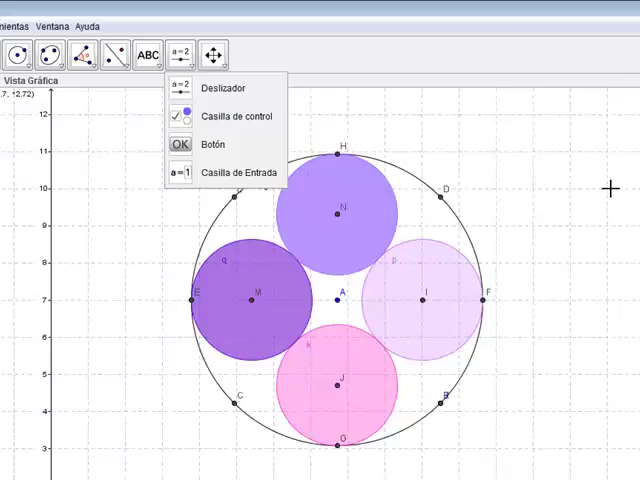 mientas Ventana Ayuda
ABC
a=2
Vista Gráfica
.7, 12.72)
a=2
Deslizador
Casilla de control
OK
Botón
a=1
Casilla de Entrada
12
11
10
9
8
7
6
5
4
3
H
D
N
q
p
E
M
A
I
F
k
J
C
B
G